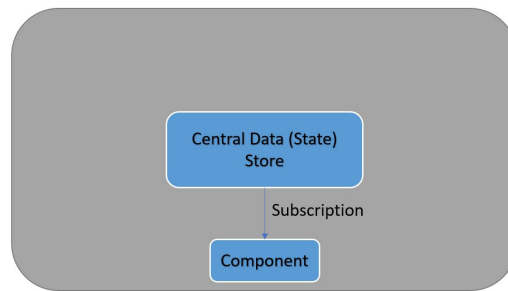 Central Data (State)
Store
Subscription
Component